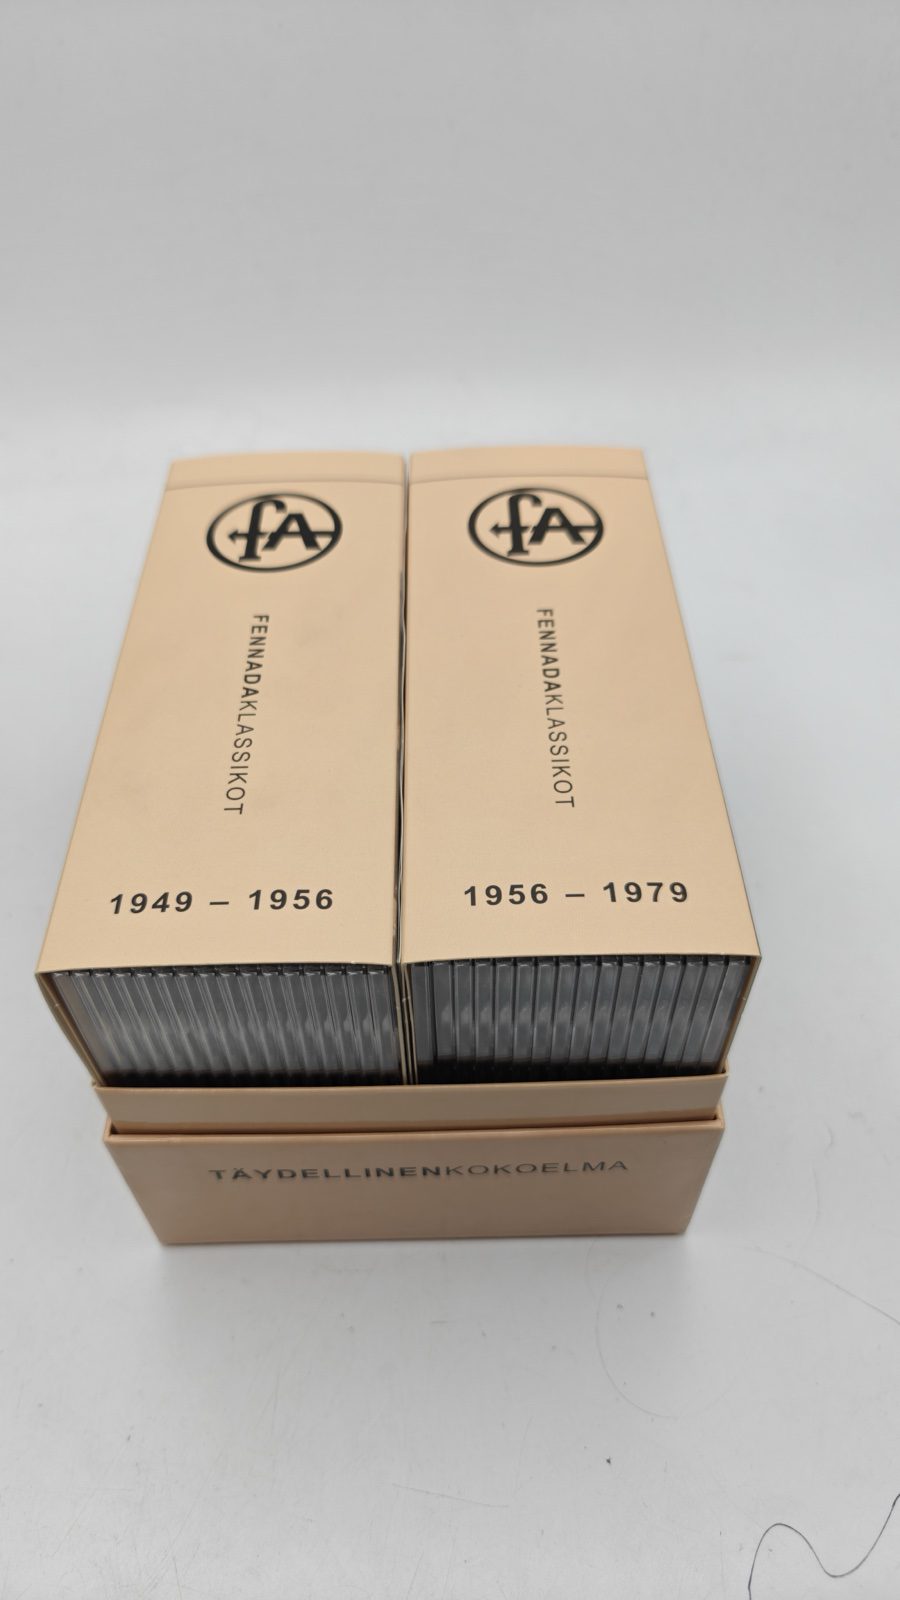 fA
FENNADAKLASSIKOT
1949 – 1956
fA
FENNADAKLASSIKOT
1956 – 1979
TÄYDELLINENKOKOELMA